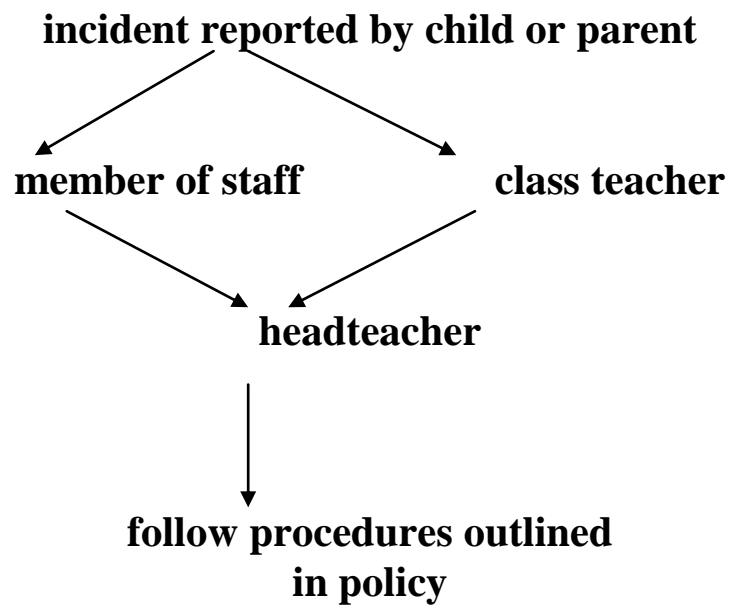 incident reported by child or parent
member of staff
class teacher
headteacher
follow procedures outlined
in policy